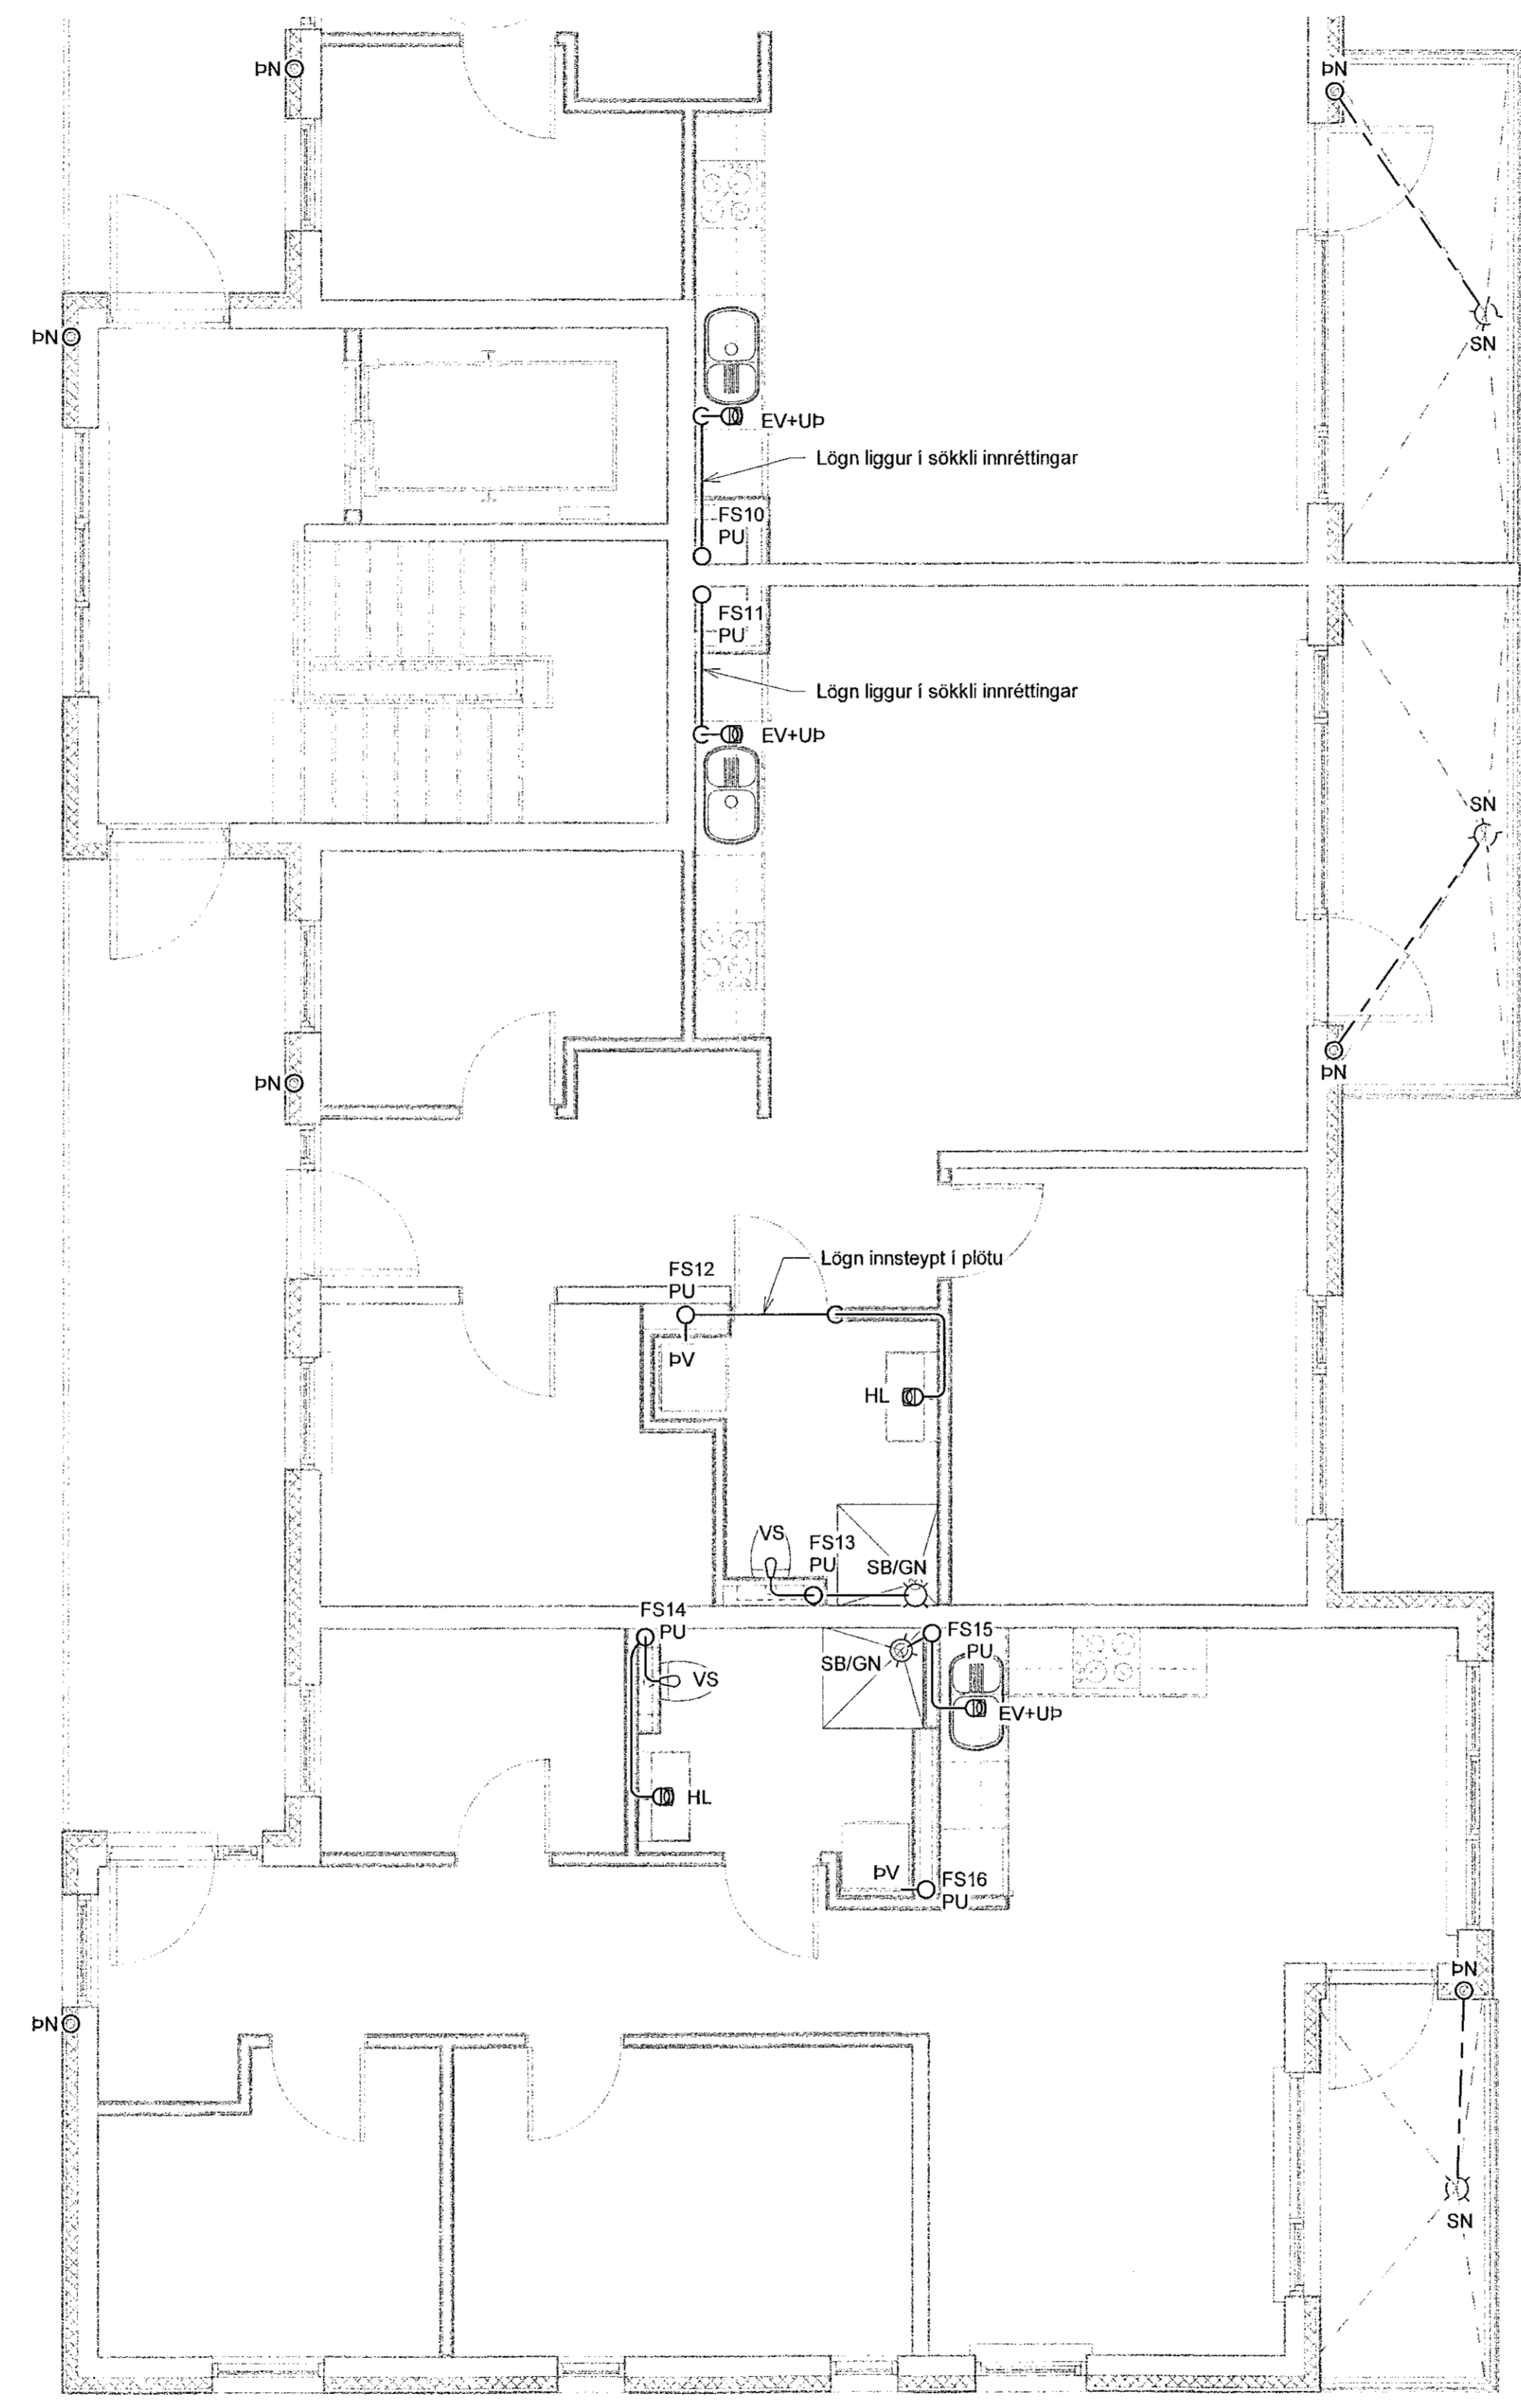 ÞN
ÞN
ÞN
SN
EV+UÞ
Lögn liggur í sökkli innréttingar
FS10
PU
FS11
PU
Lögn liggur í sökkli innréttingar
EV+UÞ
SN
ÞN
ÞN
Lögn innsteypt í plötu
FS12
PU
ÞV
HL
VS
FS13
PU
SB/GN
FS14
PU
FS15
PU
SB/GN
VS
EV+UÞ
HL
ÞV
FS16
PU
ÞN
ÞN
SN